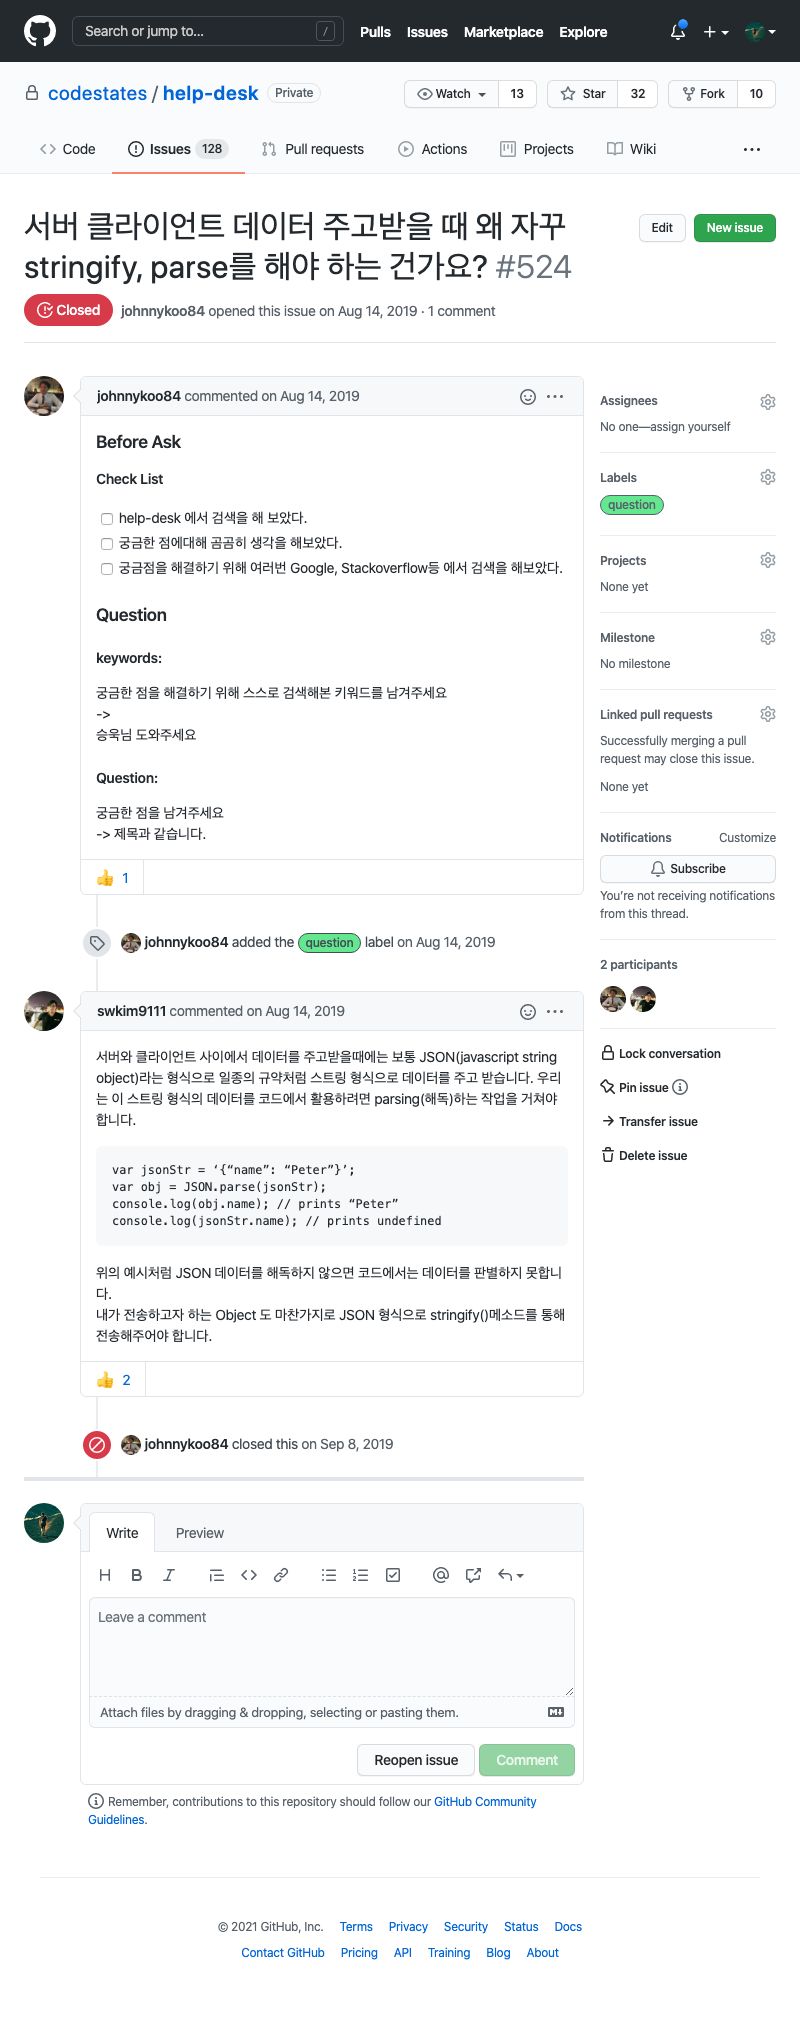 Search or jump to... /
Pulls Issues Marketplace Explore
codestates / help-desk Private
Watch 13 Star 32 Fork 10
Code Issues 128 Pull requests Actions Projects Wiki
서버 클라이언트 데이터 주고받을 때 왜 자꾸
stringify, parse를 해야 하는 건가요? #524
Edit New issue
Closed johnnykoo84 opened this issue on Aug 14, 2019 · 1 comment
johnnykoo84 commented on Aug 14, 2019
Before Ask
Check List
help-desk 에서 검색을 해 보았다.
궁금한 점에대해 곰곰히 생각을 해보았다.
궁금점을 해결하기 위해 여러번 Google, Stackoverflow등 에서 검색을 해보았다.
Question
keywords:
궁금한 점을 해결하기 위해 스스로 검색해본 키워드를 남겨주세요
->
승욱님 도와주세요
Question:
궁금한 점을 남겨주세요
-> 제목과 같습니다.
👍 1
johnnykoo84 added the question label on Aug 14, 2019
swkim9111 commented on Aug 14, 2019
서버와 클라이언트 사이에서 데이터를 주고받을때에는 보통 JSON(javascript string
object)라는 형식으로 일종의 규약처럼 스트링 형식으로 데이터를 주고 받습니다. 우리
는 이 스트링 형식의 데이터를 코드에서 활용하려면 parsing(해독)하는 작업을 거쳐야
합니다.
var jsonStr = ‘{“name”: “Peter”}’;
var obj = JSON.parse(jsonStr);
console.log(obj.name); // prints “Peter”
console.log(jsonStr.name); // prints undefined
위의 예시처럼 JSON 데이터를 해독하지 않으면 코드에서는 데이터를 판별하지 못합니
다.
내가 전송하고자 하는 Object 도 마찬가지로 JSON 형식으로 stringify()메소드를 통해
전송해주어야 합니다.
👍 2
johnnykoo84 closed this on Sep 8, 2019
Write Preview
Leave a comment
Attach files by dragging & dropping, selecting or pasting them.
Reopen issue Comment
Remember, contributions to this repository should follow our GitHub Community
Guidelines.
Assignees
No one—assign yourself
Labels
question
Projects
None yet
Milestone
No milestone
Linked pull requests
Successfully merging a pull
request may close this issue.
None yet
Notifications Customize
Subscribe
You’re not receiving notifications
from this thread.
2 participants
Lock conversation
Pin issue
Transfer issue
Delete issue
© 2021 GitHub, Inc. Terms Privacy Security Status Docs
Contact GitHub Pricing API Training Blog About